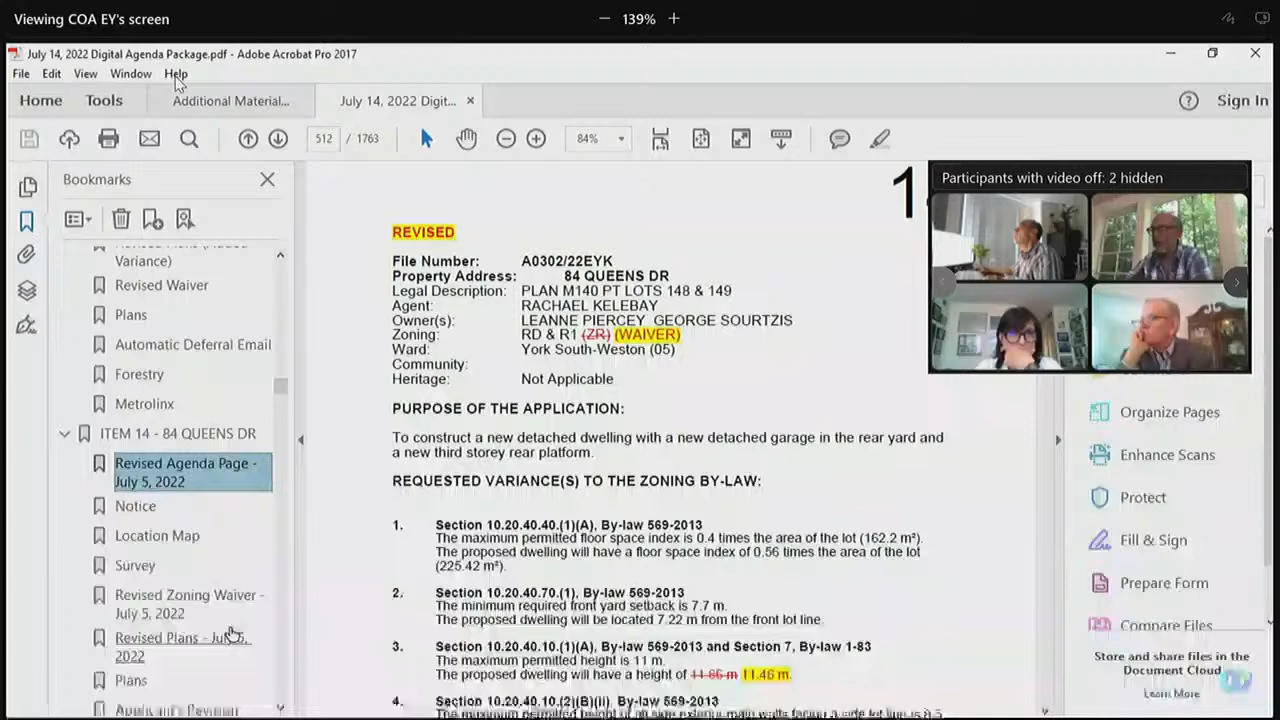 Viewing COA EY's screen
139%
July 14, 2022 Digital Agenda Package.pdf - Adobe Acrobat Pro 2017
File Edit View Window Help
Home Tools Additional Material... July 14, 2022 Digit... Sign In
512 / 1763 84%
Bookmarks
Variance)
Revised Waiver
Plans
Automatic Deferral Email
Forestry
Metrolinx
ITEM 14 - 84 QUEENS DR
Revised Agenda Page -
July 5, 2022
Notice
Location Map
Survey
Revised Zoning Waiver -
July 5, 2022
Revised Plans - July 5,
2022
Plans
Applicant's Revision
REVISED
File Number: A0302/22EYK
Property Address: 84 QUEENS DR
Legal Description: PLAN M140 PT LOTS 148 & 149
Agent: RACHAEL KELEBAY
Owner(s): LEANNE PIERCEY GEORGE SOURTZIS
Zoning: RD & R1 (ZR) (WAIVER)
Ward: York South-Weston (05)
Community:
Heritage: Not Applicable
PURPOSE OF THE APPLICATION:
To construct a new detached dwelling with a new detached garage in the rear yard and
a new third storey rear platform.
REQUESTED VARIANCE(S) TO THE ZONING BY-LAW:
1. Section 10.20.40.40.(1)(A), By-law 569-2013
The maximum permitted floor space index is 0.4 times the area of the lot (162.2 m²).
The proposed dwelling will have a floor space index of 0.56 times the area of the lot
(225.42 m²).
2. Section 10.20.40.70.(1), By-law 569-2013
The minimum required front yard setback is 7.7 m.
The proposed dwelling will be located 7.22 m from the front lot line.
3. Section 10.20.40.10.(1)(A), By-law 569-2013 and Section 7, By-law 1-83
The maximum permitted height is 11 m.
The proposed dwelling will have a height of 11.86 m 11.46 m.
4. Section 10.20.40.10.(2)(B)(ii), By-law 569-2013
Participants with video off: 2 hidden
Organize Pages
Enhance Scans
Protect
Fill & Sign
Prepare Form
Compare Files
Store and share files in the
Document Cloud
Learn More